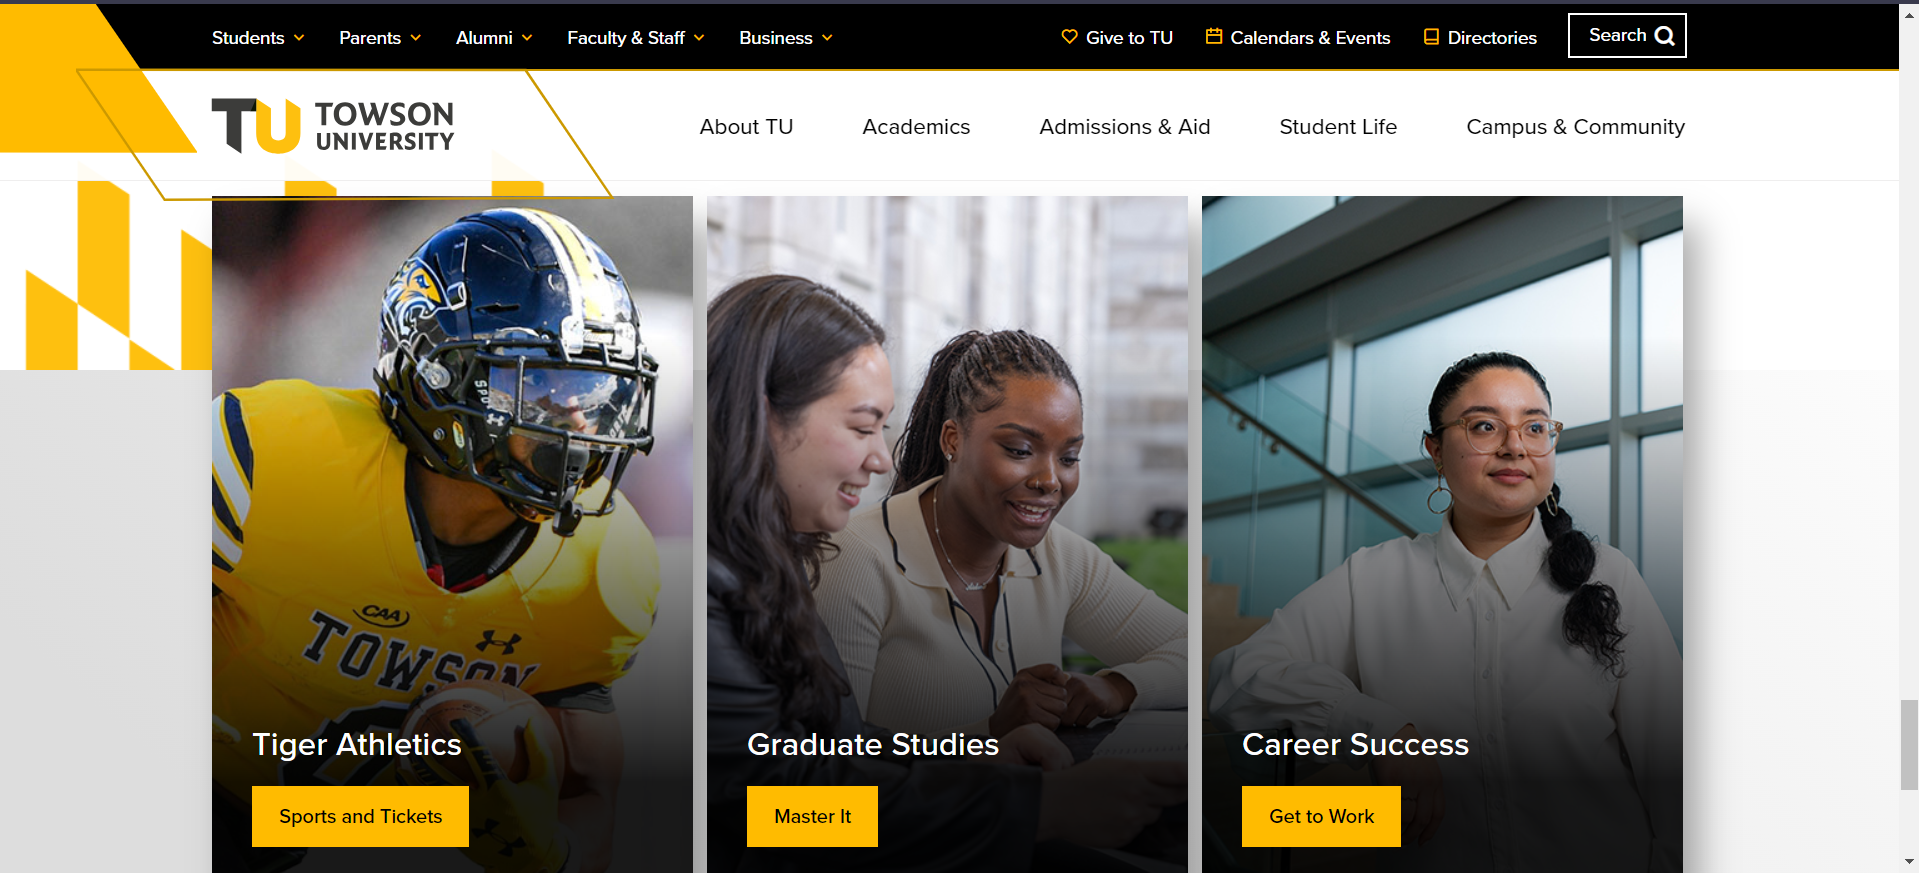 Students
Parents
Alumni
Faculty & Staff
Business
Give to TU
Calendars & Events
Directories
Search
TU TOWSON
UNIVERSITY
About TU
Academics
Admissions & Aid
Student Life
Campus & Community
CAA
TOWSON
Tiger Athletics
Sports and Tickets
Graduate Studies
Master It
Career Success
Get to Work